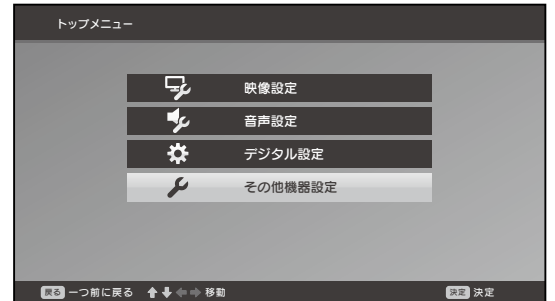 トップメニュー
映像設定
音声設定
デジタル設定
その他機器設定
戻る 一つ前に戻る 移動 決定 決定